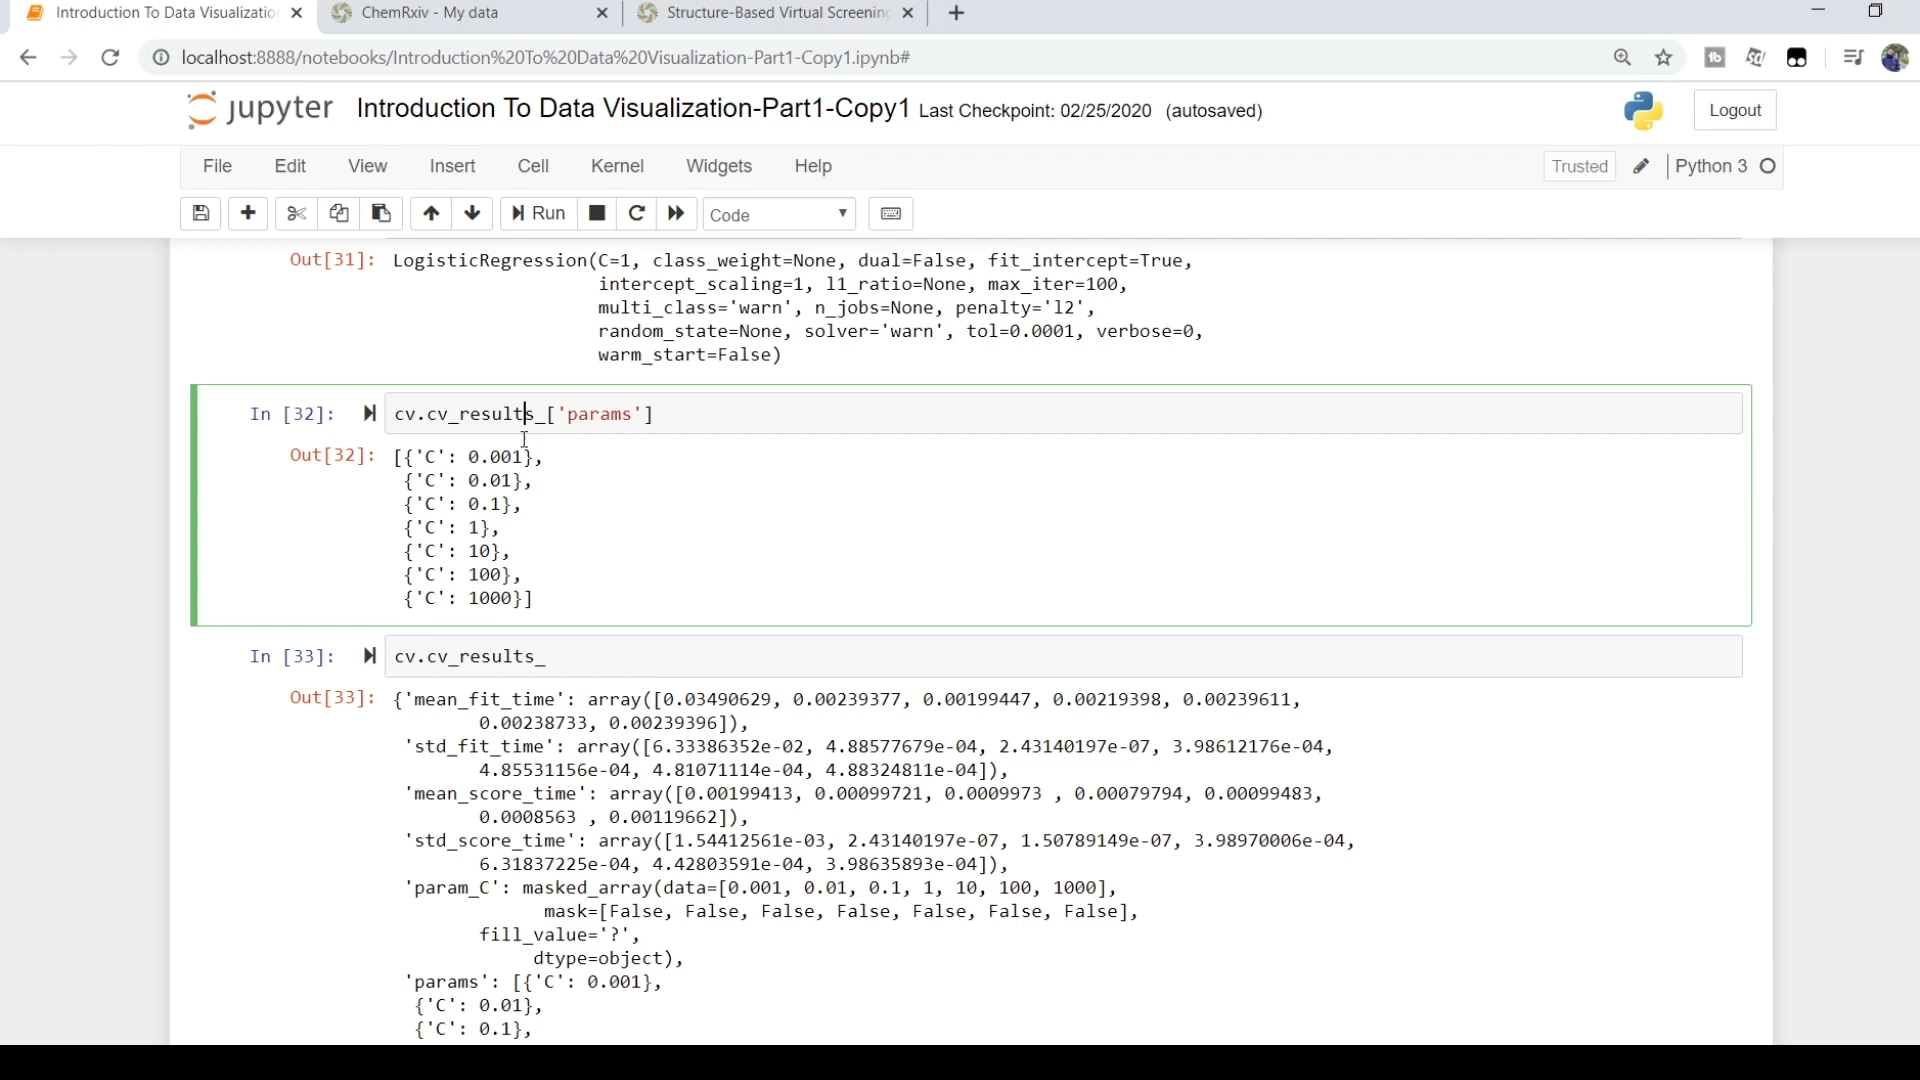 Introduction To Data Visualizatio
ChemRxiv - My data
Structure-Based Virtual Screening
localhost:8888/notebooks/Introduction%20To%20Data%20Visualization-Part1-Copy1.ipynb#
jupyter Introduction To Data Visualization-Part1-Copy1 Last Checkpoint: 02/25/2020 (autosaved)
Logout
File Edit View Insert Cell Kernel Widgets Help
Trusted Python 3
Run Code
Out[31]: LogisticRegression(C=1, class_weight=None, dual=False, fit_intercept=True,
intercept_scaling=1, l1_ratio=None, max_iter=100,
multi_class='warn', n_jobs=None, penalty='l2',
random_state=None, solver='warn', tol=0.0001, verbose=0,
warm_start=False)
In [32]: cv.cv_results_['params']
Out[32]: [{'C': 0.001},
{'C': 0.01},
{'C': 0.1},
{'C': 1},
{'C': 10},
{'C': 100},
{'C': 1000}]
In [33]: cv.cv_results_
Out[33]: {'mean_fit_time': array([0.03490629, 0.00239377, 0.00199447, 0.00219398, 0.00239611,
0.00238733, 0.00239396]),
'std_fit_time': array([6.33386352e-02, 4.88577679e-04, 2.43140197e-07, 3.98612176e-04,
4.85531156e-04, 4.81071114e-04, 4.88324811e-04]),
'mean_score_time': array([0.00199413, 0.00099721, 0.0009973 , 0.00079794, 0.00099483,
0.0008563 , 0.00119662]),
'std_score_time': array([1.54412561e-03, 2.43140197e-07, 1.50789149e-07, 3.98970006e-04,
6.31837225e-04, 4.42803591e-04, 3.98635893e-04]),
'param_C': masked_array(data=[0.001, 0.01, 0.1, 1, 10, 100, 1000],
mask=[False, False, False, False, False, False, False],
fill_value='?',
dtype=object),
'params': [{'C': 0.001},
{'C': 0.01},
{'C': 0.1},